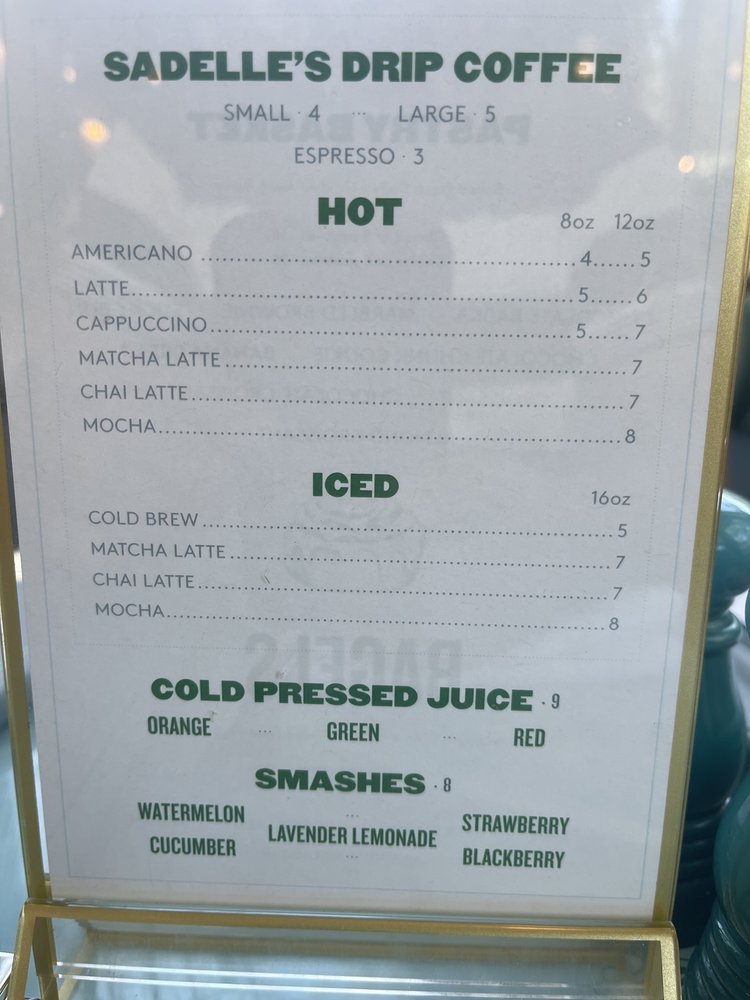 SADELLE'S DRIP COFFEE
SMALL · 4 ... LARGE · 5
ESPRESSO · 3
HOT
8oz 12oz
AMERICANO 4 5
LATTE 5 6
CAPPUCCINO 5 7
MATCHA LATTE 7
CHAI LATTE 7
MOCHA 8
ICED
16oz
COLD BREW 5
MATCHA LATTE 7
CHAI LATTE 7
MOCHA 8
COLD PRESSED JUICE · 9
ORANGE ... GREEN ... RED
SMASHES · 8
WATERMELON CUCUMBER
...
LAVENDER LEMONADE
...
STRAWBERRY BLACKBERRY
PASTRY BASKET
BAGELS